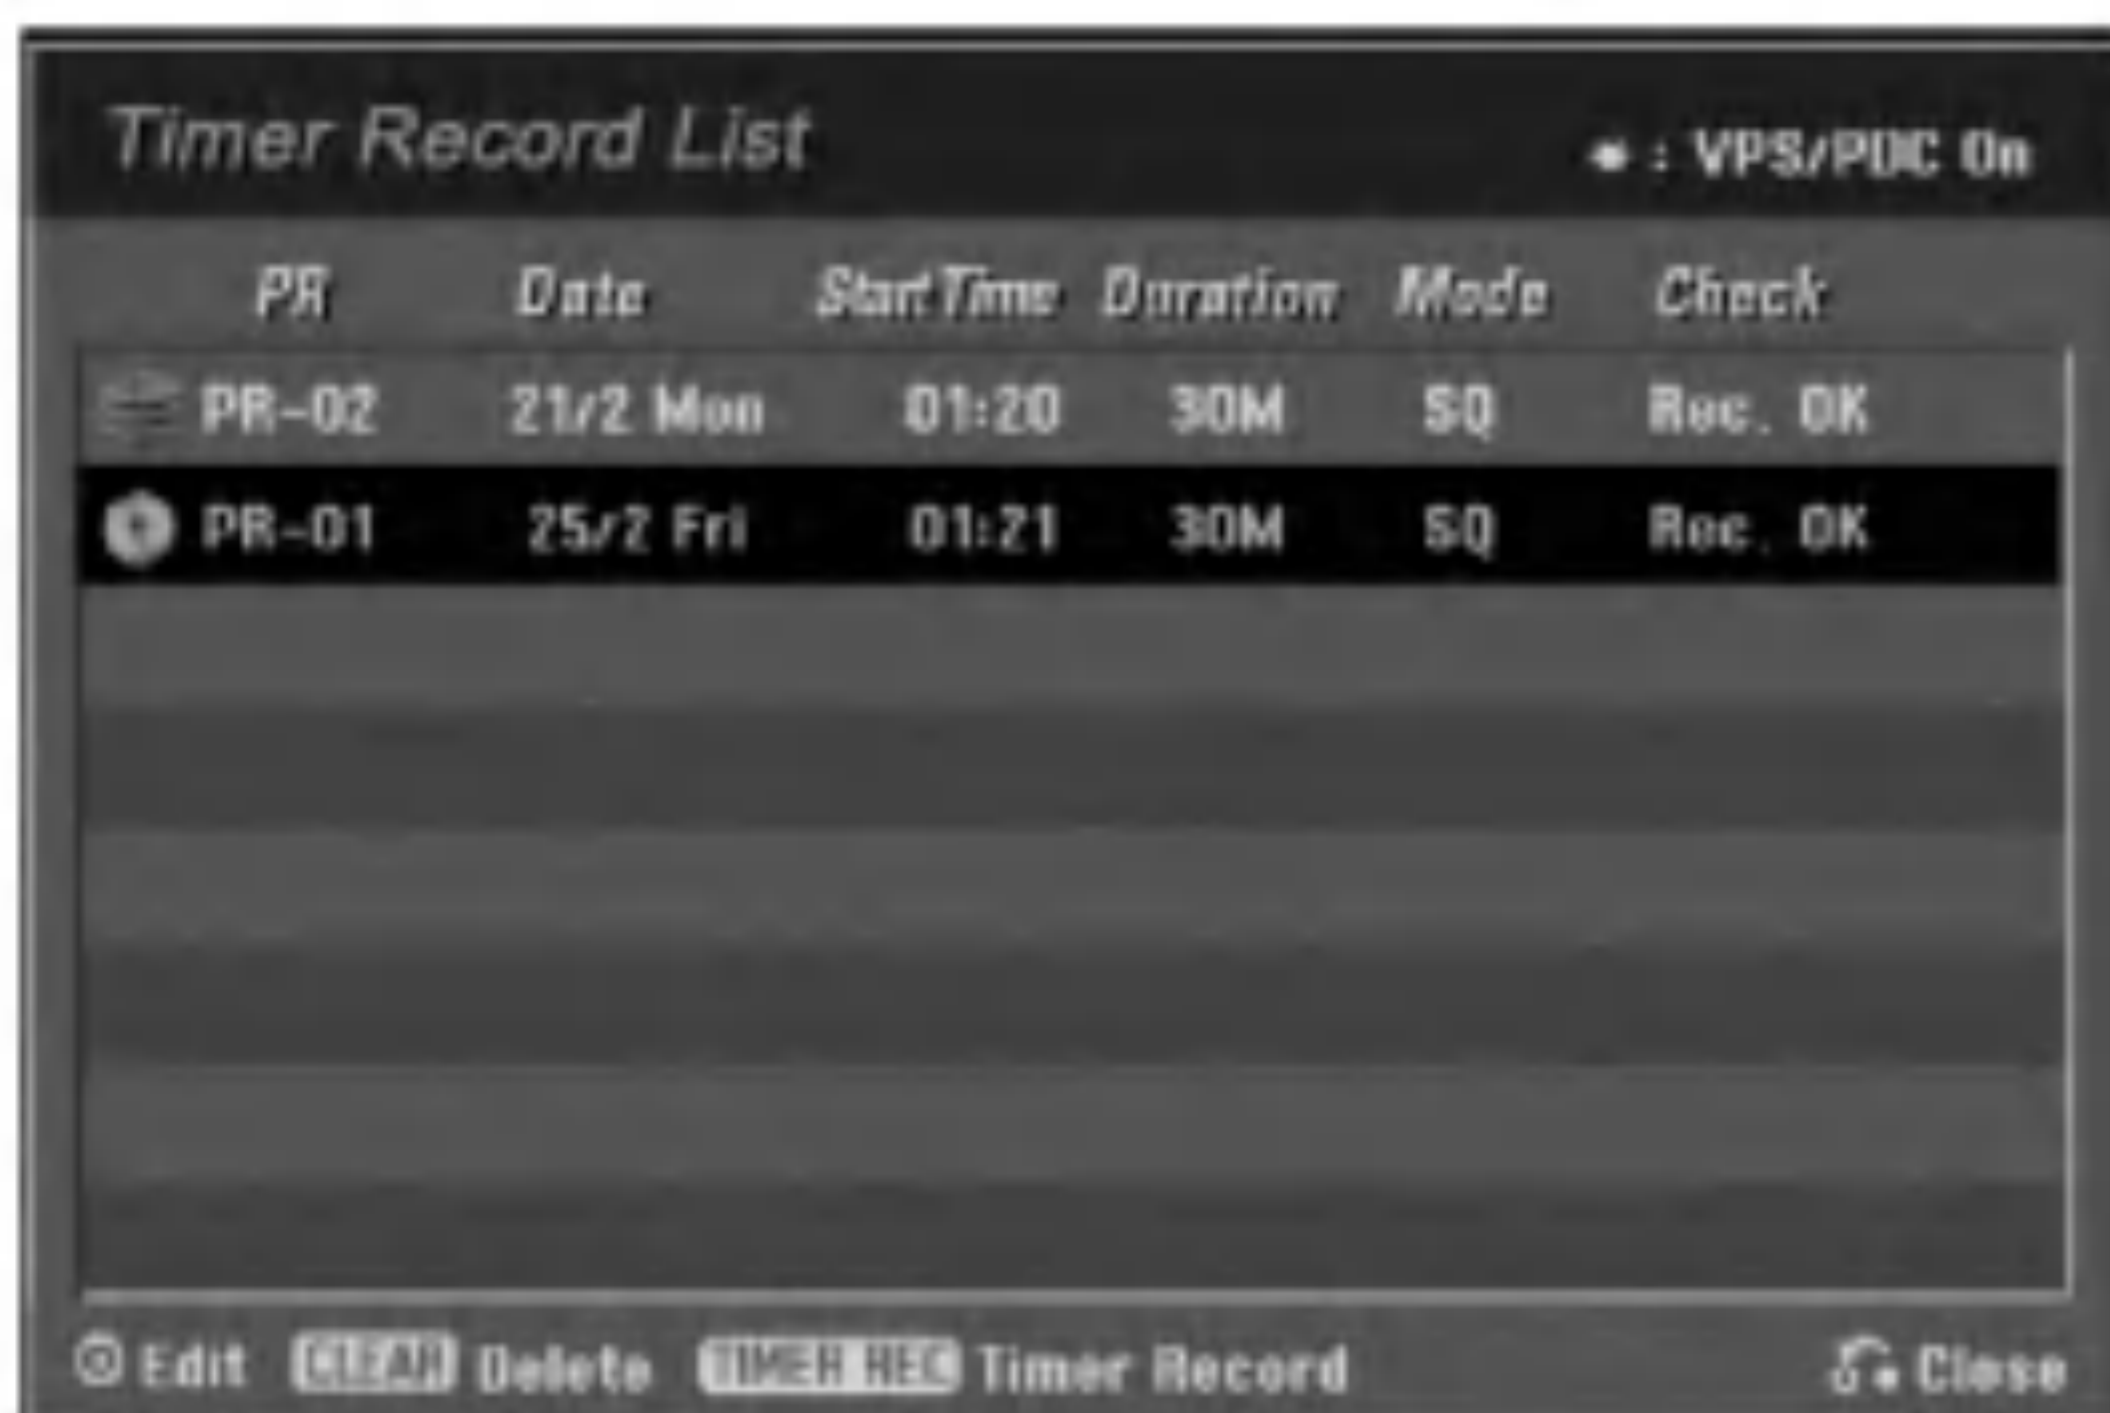 Timer Record List
: VPS/PDC On
PR Date Start Time Duration Mode Check
PR-02 21/2 Mon 01:20 30M SQ Rec. OK
PR-01 25/2 Fri 01:21 30M SQ Rec. OK
Edit CLEAR Delete TIMER REC Timer Record Close